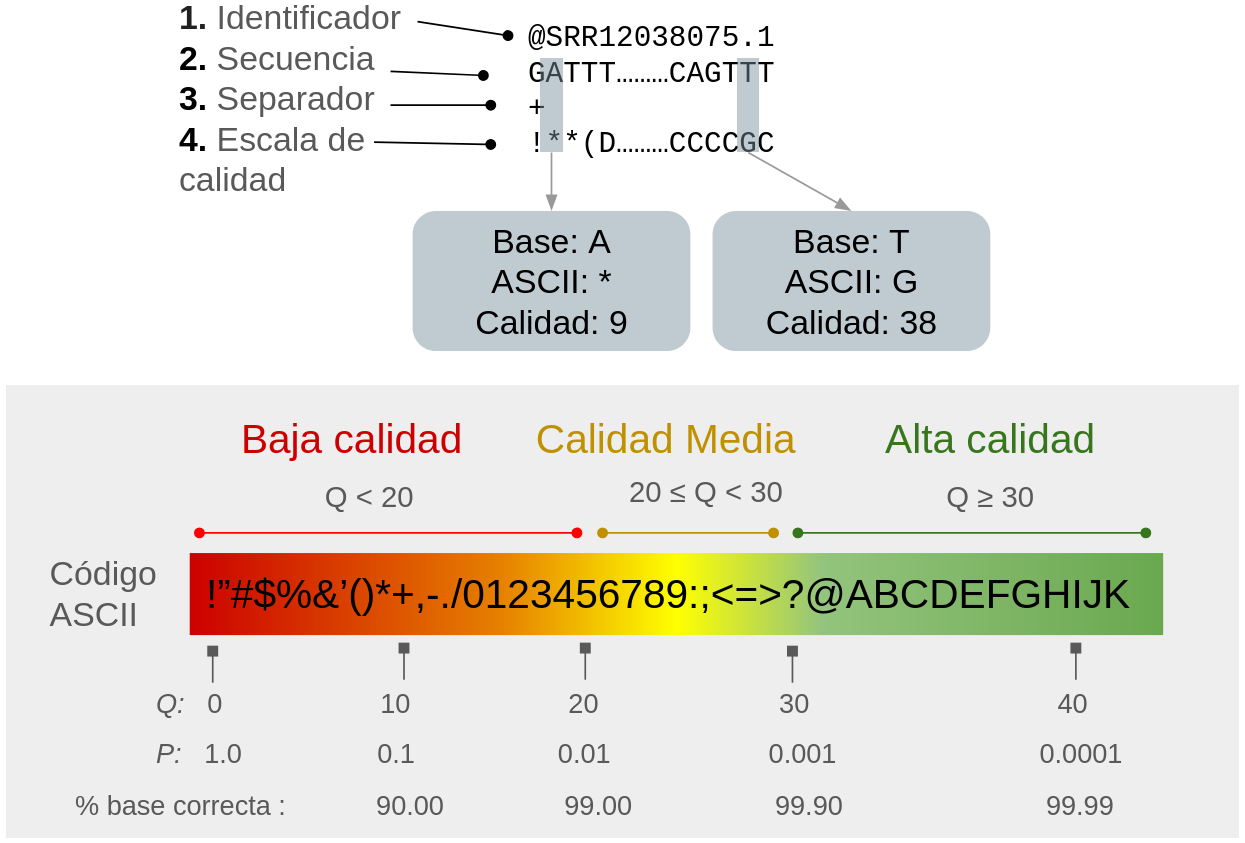 1. Identificador
2. Secuencia
3. Separador
4. Escala de
calidad
@SRR12038075.1
GATTT………CAGTTT
+
!**(D………CCCCGC
Base: A
ASCII: *
Calidad: 9
Base: T
ASCII: G
Calidad: 38
Baja calidad
Calidad Media
Alta calidad
Q < 20
20 ≤ Q < 30
Q ≥ 30
Código
ASCII
!”#$%&’()*+,-./0123456789:;<=>?@ABCDEFGHIJK
Q: 0 10 20 30 40
P: 1.0 0.1 0.01 0.001 0.0001
% base correcta : 90.00 99.00 99.90 99.99